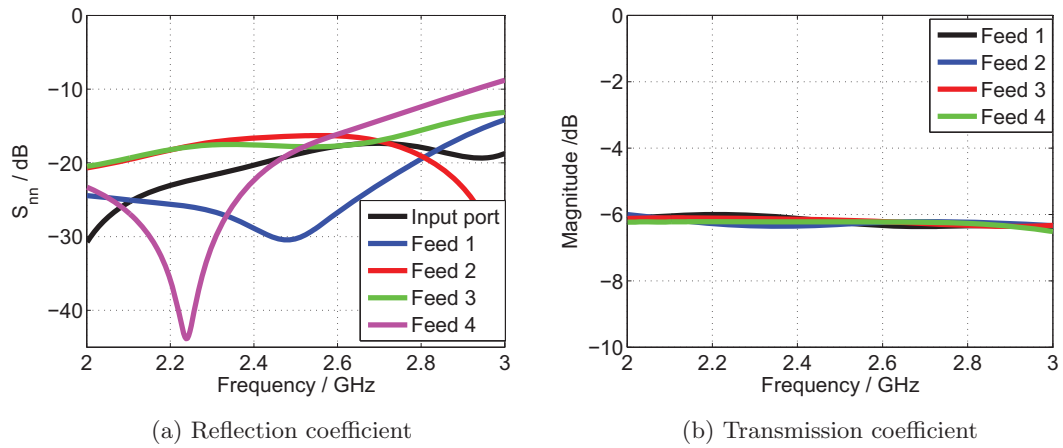 0
−10
−20
−30
−40
S_nn / dB
2
2.2
2.4
2.6
2.8
3
Frequency / GHz
Input port
Feed 1
Feed 2
Feed 3
Feed 4
(a) Reflection coefficient
0
−2
−4
−6
−8
−10
Magnitude /dB
2
2.2
2.4
2.6
2.8
3
Frequency / GHz
Feed 1
Feed 2
Feed 3
Feed 4
(b) Transmission coefficient